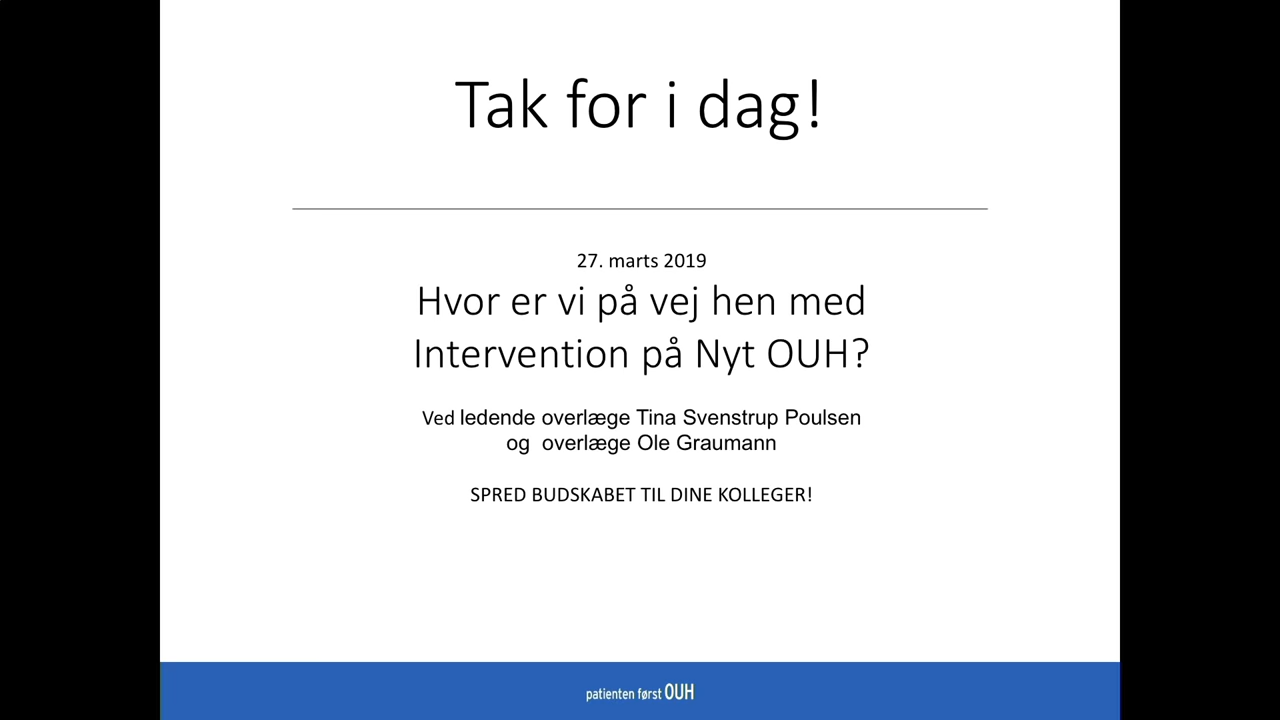 Tak for i dag!
27. marts 2019
Hvor er vi på vej hen med
Intervention på Nyt OUH?
Ved ledende overlæge Tina Svenstrup Poulsen
og overlæge Ole Graumann
SPRED BUDSKABET TIL DINE KOLLEGER!
patienten først OUH